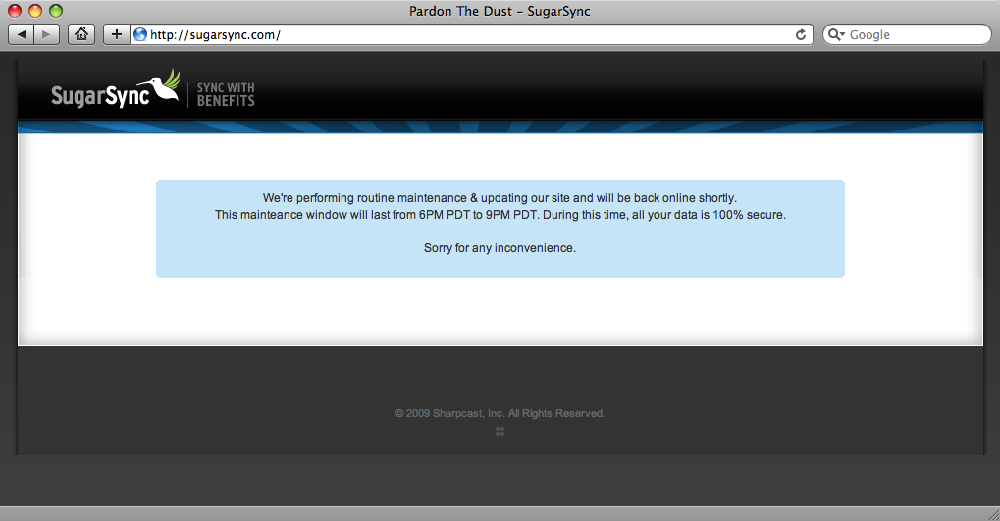 Pardon The Dust – SugarSync
http://sugarsync.com/
Google
SugarSync
SYNC WITH
BENEFITS
We're performing routine maintenance & updating our site and will be back online shortly.
This mainteance window will last from 6PM PDT to 9PM PDT. During this time, all your data is 100% secure.
Sorry for any inconvenience.
© 2009 Sharpcast, Inc. All Rights Reserved.